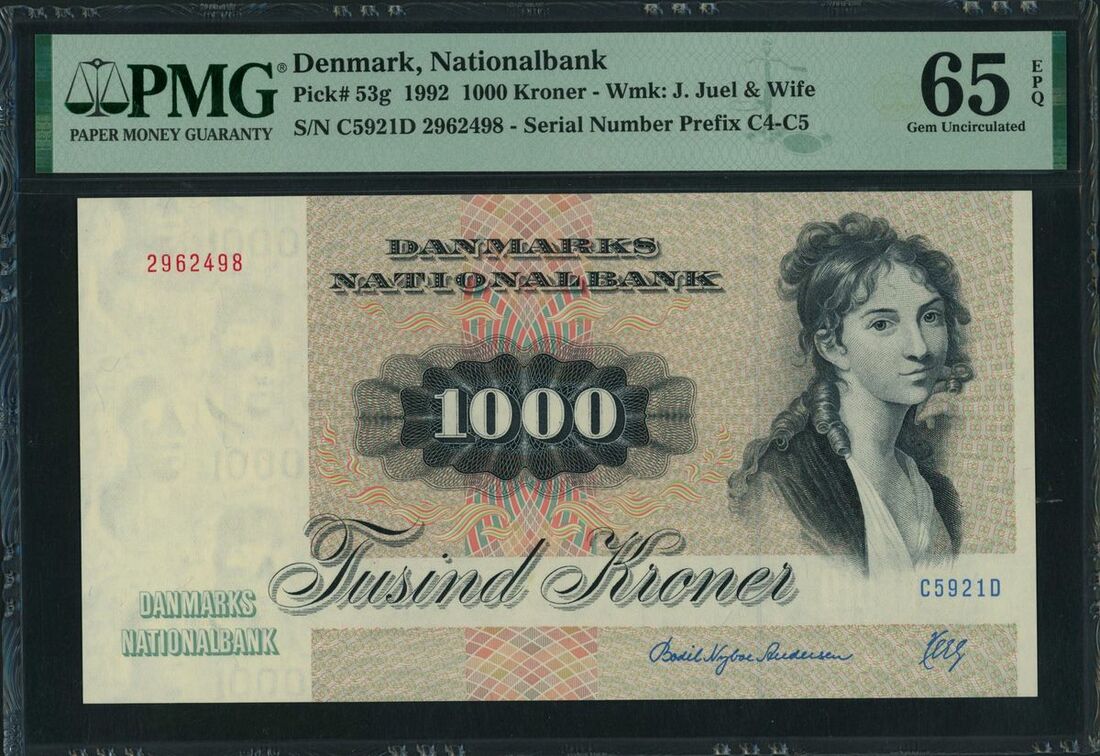 PMG®
PAPER MONEY GUARANTY
Denmark, Nationalbank
Pick# 53g 1992 1000 Kroner - Wmk: J. Juel & Wife
S/N C5921D 2962498 - Serial Number Prefix C4-C5
65 EPQ
Gem Uncirculated
2962498
DANMARKS
NATIONALBANK
1000
Tusind Kroner
C5921D
DANMARKS
NATIONALBANK
Bodil Nyboe Andersen